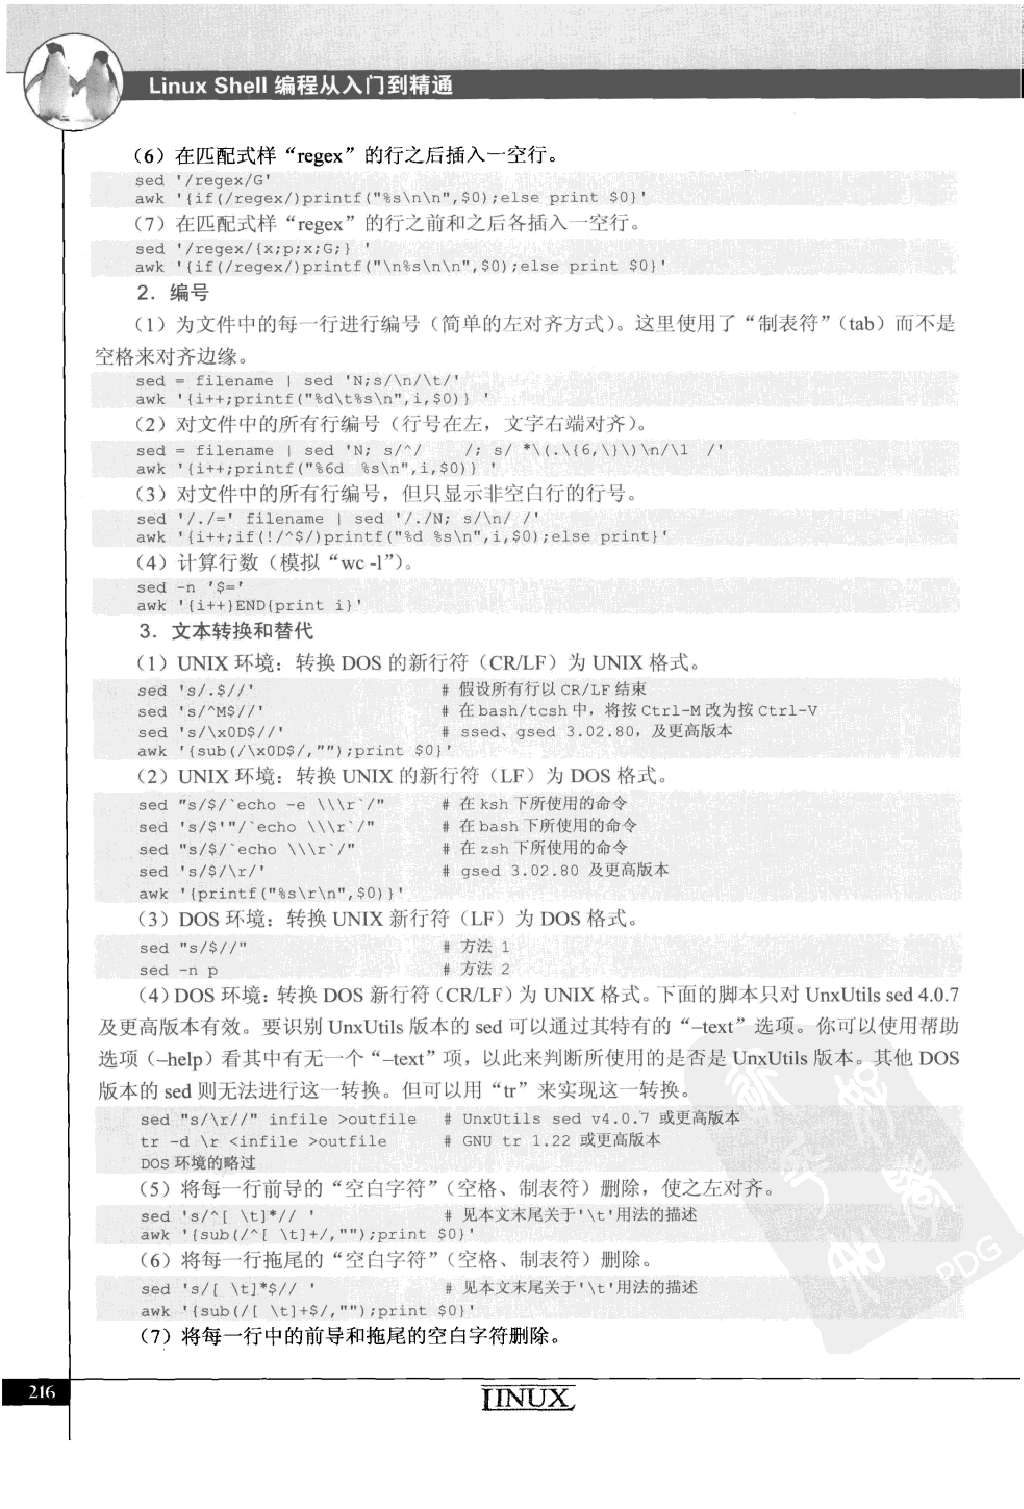 Linux Shell 编程从入门到精通
（6）在匹配式样“regex”的行之后插入一空行。
sed '/regex/G'
awk '{if(/regex/)printf("%s\n\n",$0);else print $0}'
（7）在匹配式样“regex”的行之前和之后各插入一空行。
sed '/regex/{x;p;x;G;} '
awk '{if(/regex/)printf("\n%s\n\n",$0);else print $0}'
2．编号
（1）为文件中的每一行进行编号（简单的左对齐方式）。这里使用了“制表符”（tab）而不是
空格来对齐边缘。
sed = filename | sed 'N;s/\n/\t/'
awk '{i++;printf("%d\t%s\n",i,$0)} '
（2）对文件中的所有行编号（行号在左，文字右端对齐）。
sed = filename | sed 'N; s/^/     /; s/ *\(.\{6,\}\)\n/\1  /'
awk '{i++;printf("%6d  %s\n",i,$0)} '
（3）对文件中的所有行编号，但只显示非空白行的行号。
sed '/./=' filename | sed '/./N; s/\n/ /'
awk '{i++;if(!/^$/)printf("%d %s\n",i,$0);else print}'
（4）计算行数（模拟“wc -l”）。
sed -n '$='
awk '{i++}END{print i}'
3．文本转换和替代
（1）UNIX 环境：转换 DOS 的新行符（CR/LF）为 UNIX 格式。
sed 's/.$//' # 假设所有行以 CR/LF 结束
sed 's/^M$//' # 在 bash/tcsh 中，将按 Ctrl-M 改为按 Ctrl-V
sed 's/\x0D$//' # ssed、gsed 3.02.80，及更高版本
awk '{sub(/\x0D$/,"");print $0}'
（2）UNIX 环境：转换 UNIX 的新行符（LF）为 DOS 格式。
sed "s/$/`echo -e \\\r`/" # 在 ksh 下所使用的命令
sed 's/$'"/`echo \\\r`/" # 在 bash 下所使用的命令
sed "s/$/`echo \\\r`/" # 在 zsh 下所使用的命令
sed 's/$/\r/' # gsed 3.02.80 及更高版本
awk '{printf("%s\r\n",$0)}'
（3）DOS 环境：转换 UNIX 新行符（LF）为 DOS 格式。
sed "s/$//" # 方法 1
sed -n p # 方法 2
（4）DOS 环境：转换 DOS 新行符（CR/LF）为 UNIX 格式。下面的脚本只对 UnxUtils sed 4.0.7
及更高版本有效。要识别 UnxUtils 版本的 sed 可以通过其特有的“–text”选项。你可以使用帮助
选项（–help）看其中有无一个“–text”项，以此来判断所使用的是否是 UnxUtils 版本。其他 DOS
版本的 sed 则无法进行这一转换。但可以用“tr”来实现这一转换。
sed "s/\r//" infile >outfile # UnxUtils sed v4.0.7 或更高版本
tr -d \r <infile >outfile # GNU tr 1.22 或更高版本
DOS 环境的略过
（5）将每一行前导的“空白字符”（空格、制表符）删除，使之左对齐。
sed 's/^[ \t]*// ' # 见本文末尾关于'\t'用法的描述
awk '{sub(/^[ \t]+/,"");print $0}'
（6）将每一行拖尾的“空白字符”（空格、制表符）删除。
sed 's/[ \t]*$// ' # 见本文末尾关于'\t'用法的描述
awk '{sub(/[ \t]+$/,"");print $0}'
（7）将每一行中的前导和拖尾的空白字符删除。
PDG
216
LINUX